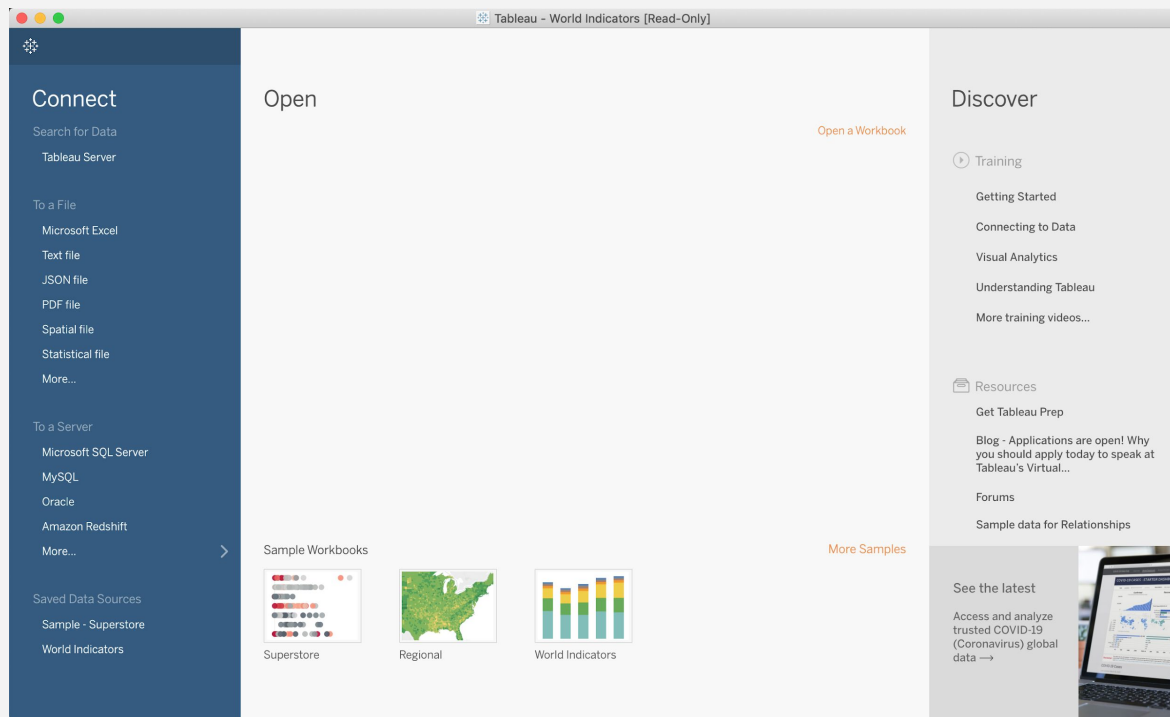 Tableau - World Indicators [Read-Only]
Connect
Search for Data
Tableau Server
To a File
Microsoft Excel
Text file
JSON file
PDF file
Spatial file
Statistical file
More...
To a Server
Microsoft SQL Server
MySQL
Oracle
Amazon Redshift
More...
Saved Data Sources
Sample - Superstore
World Indicators
Open
Open a Workbook
Sample Workbooks
More Samples
Superstore
Regional
World Indicators
Discover
Training
Getting Started
Connecting to Data
Visual Analytics
Understanding Tableau
More training videos...
Resources
Get Tableau Prep
Blog - Applications are open! Why
you should apply today to speak at
Tableau's Virtual...
Forums
Sample data for Relationships
See the latest
Access and analyze
trusted COVID-19
(Coronavirus) global
data →